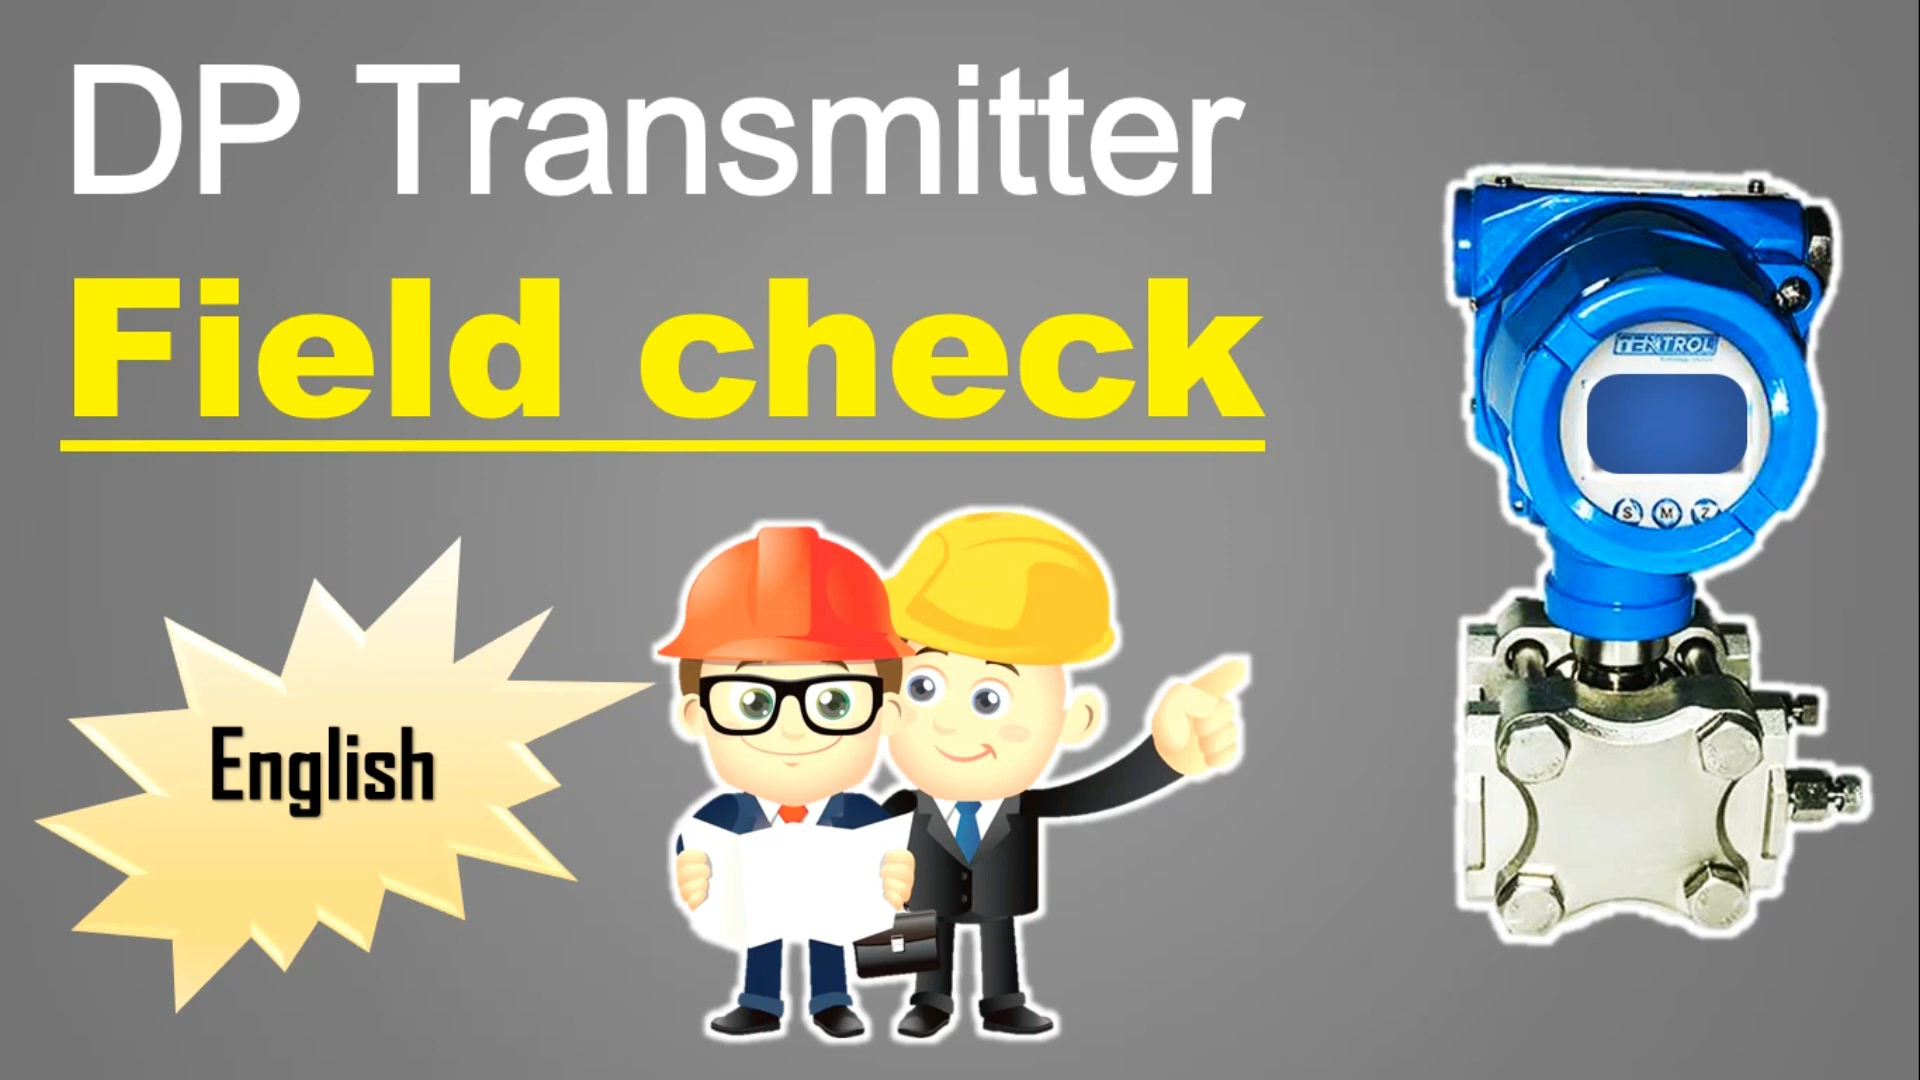 DP Transmitter
Field check
English
TEKTROL
S M Z